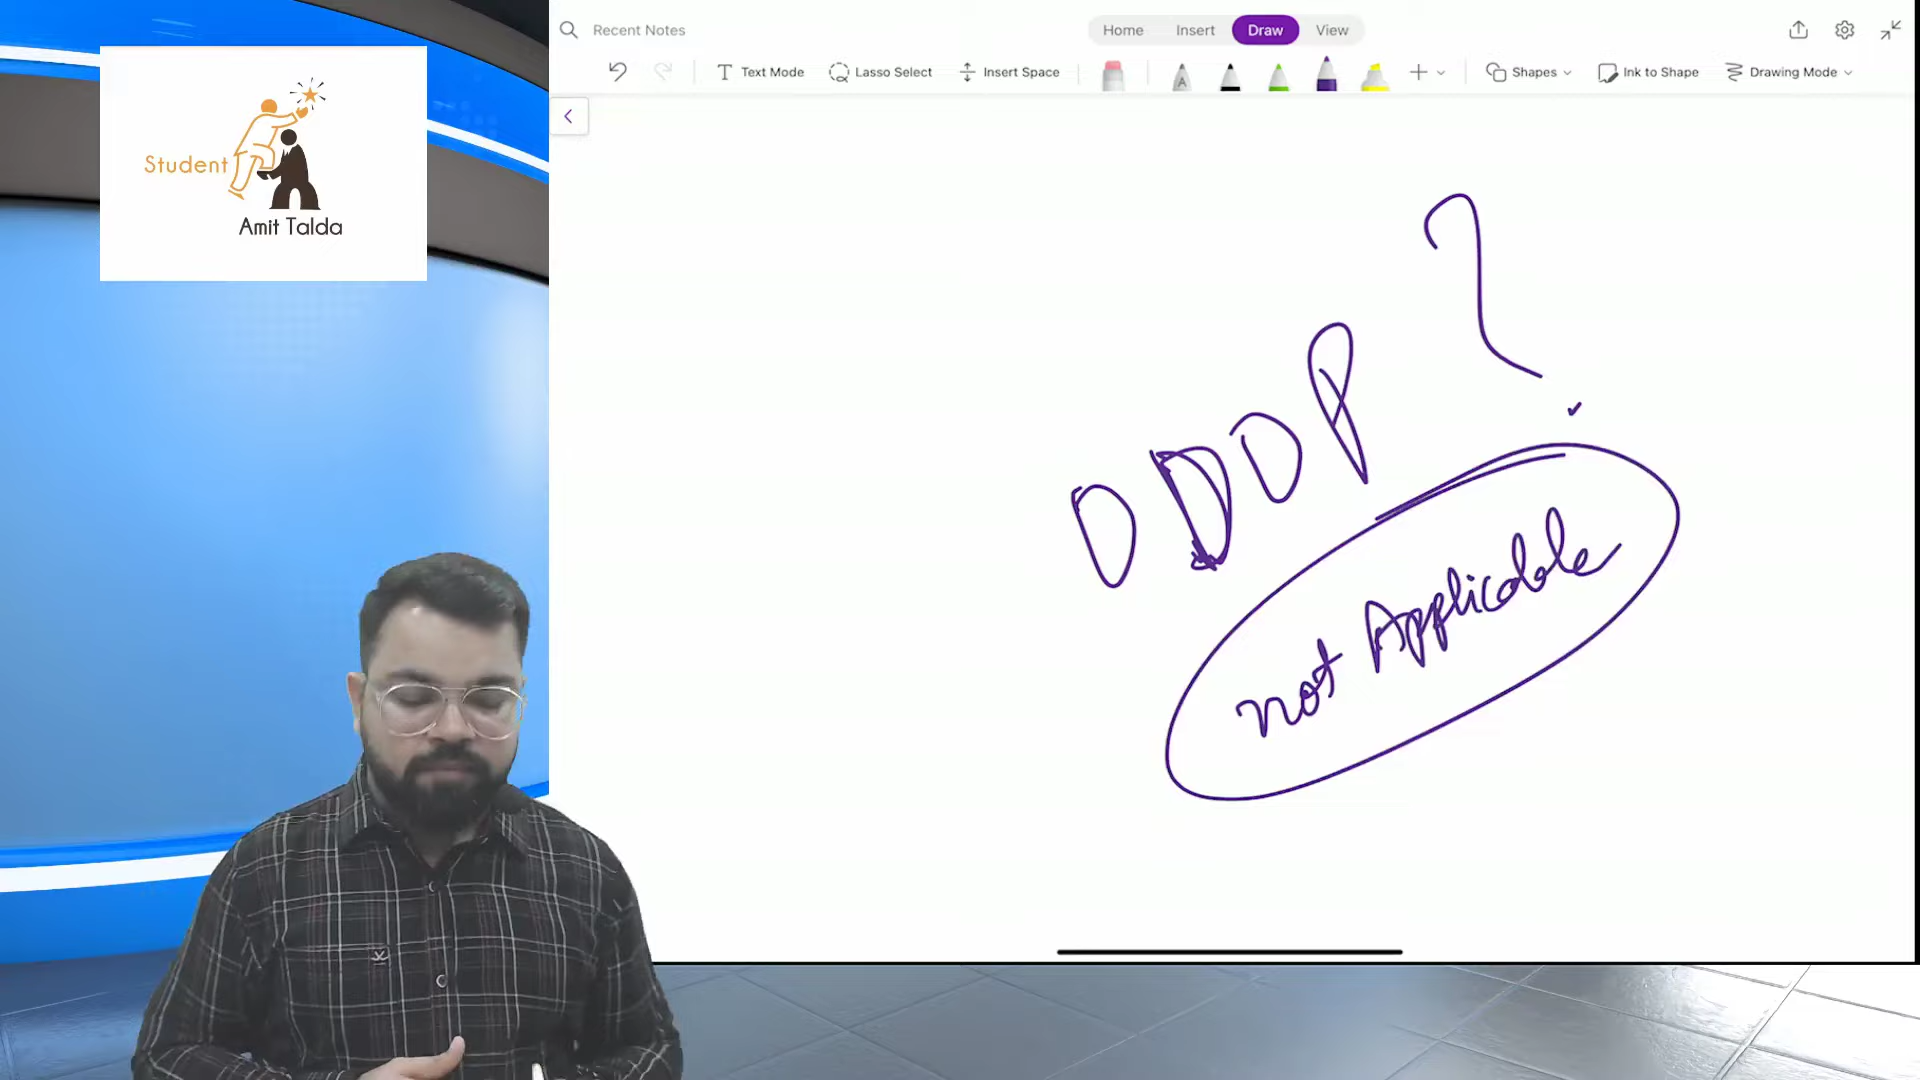 Recent Notes
Home Insert Draw View
Text Mode Lasso Select Insert Space Shapes Ink to Shape Drawing Mode
Student
Amit Talda
ODOP ?
not Applicable